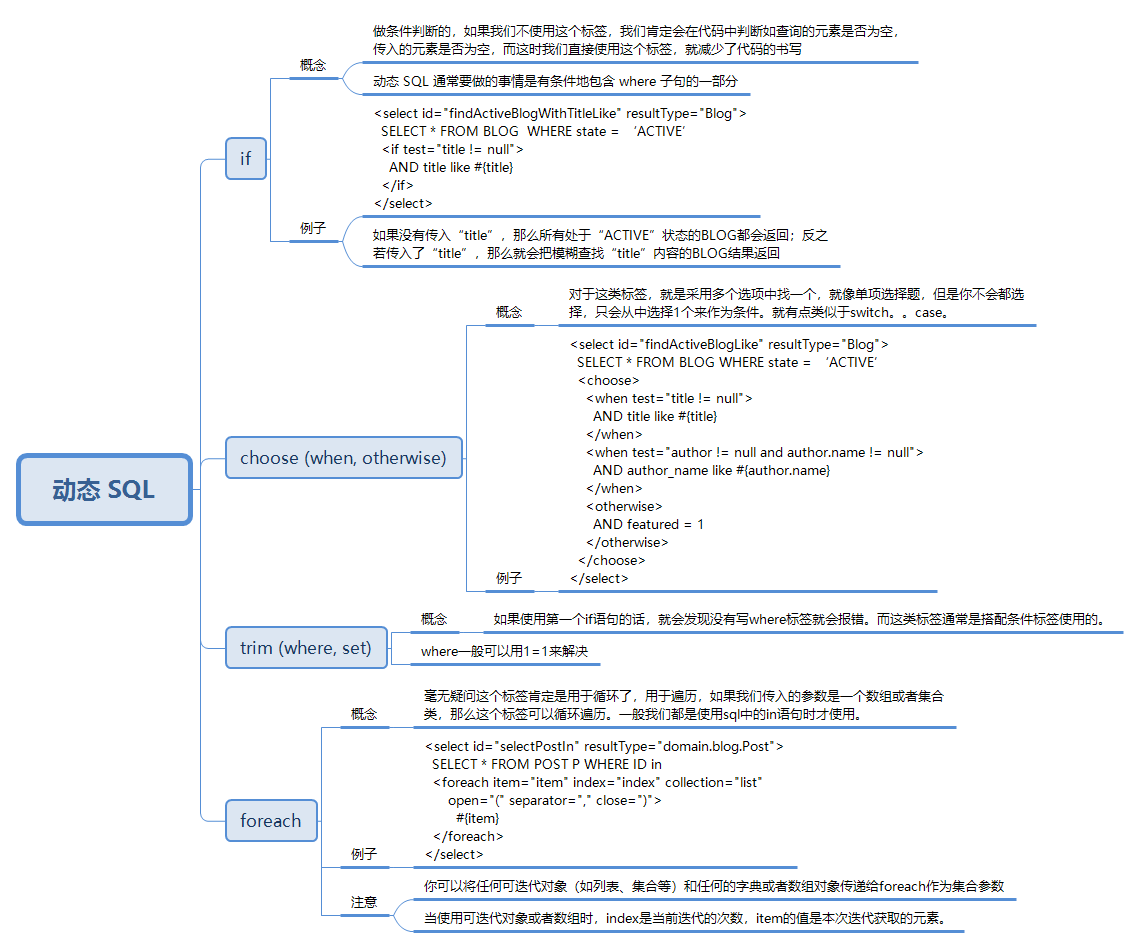 动态 SQL
if
概念
做条件判断的，如果我们不使用这个标签，我们肯定会在代码中判断如查询的元素是否为空，
传入的元素是否为空，而这时我们直接使用这个标签，就减少了代码的书写
动态 SQL 通常要做的事情是有条件地包含 where 子句的一部分
例子
<select id="findActiveBlogWithTitleLike" resultType="Blog">
SELECT * FROM BLOG  WHERE state = ‘ACTIVE’
<if test="title != null">
AND title like #{title}
</if>
</select>
如果没有传入“title”，那么所有处于“ACTIVE”状态的BLOG都会返回；反之
若传入了“title”，那么就会把模糊查找“title”内容的BLOG结果返回
choose (when, otherwise)
概念
对于这类标签，就是采用多个选项中找一个，就像单项选择题，但是你不会都选
择，只会从中选择1个来作为条件。就有点类似于switch。。case。
例子
<select id="findActiveBlogLike" resultType="Blog">
SELECT * FROM BLOG WHERE state = ‘ACTIVE’
<choose>
<when test="title != null">
AND title like #{title}
</when>
<when test="author != null and author.name != null">
AND author_name like #{author.name}
</when>
<otherwise>
AND featured = 1
</otherwise>
</choose>
</select>
trim (where, set)
概念
如果使用第一个if语句的话，就会发现没有写where标签就会报错。而这类标签通常是搭配条件标签使用的。
where一般可以用1=1来解决
foreach
概念
毫无疑问这个标签肯定是用于循环了，用于遍历，如果我们传入的参数是一个数组或者集合
类，那么这个标签可以循环遍历。一般我们都是使用sql中的in语句时才使用。
例子
<select id="selectPostIn" resultType="domain.blog.Post">
SELECT * FROM POST P WHERE ID in
<foreach item="item" index="index" collection="list"
open="(" separator="," close=")">
#{item}
</foreach>
</select>
注意
你可以将任何可迭代对象（如列表、集合等）和任何的字典或者数组对象传递给foreach作为集合参数
当使用可迭代对象或者数组时，index是当前迭代的次数，item的值是本次迭代获取的元素。